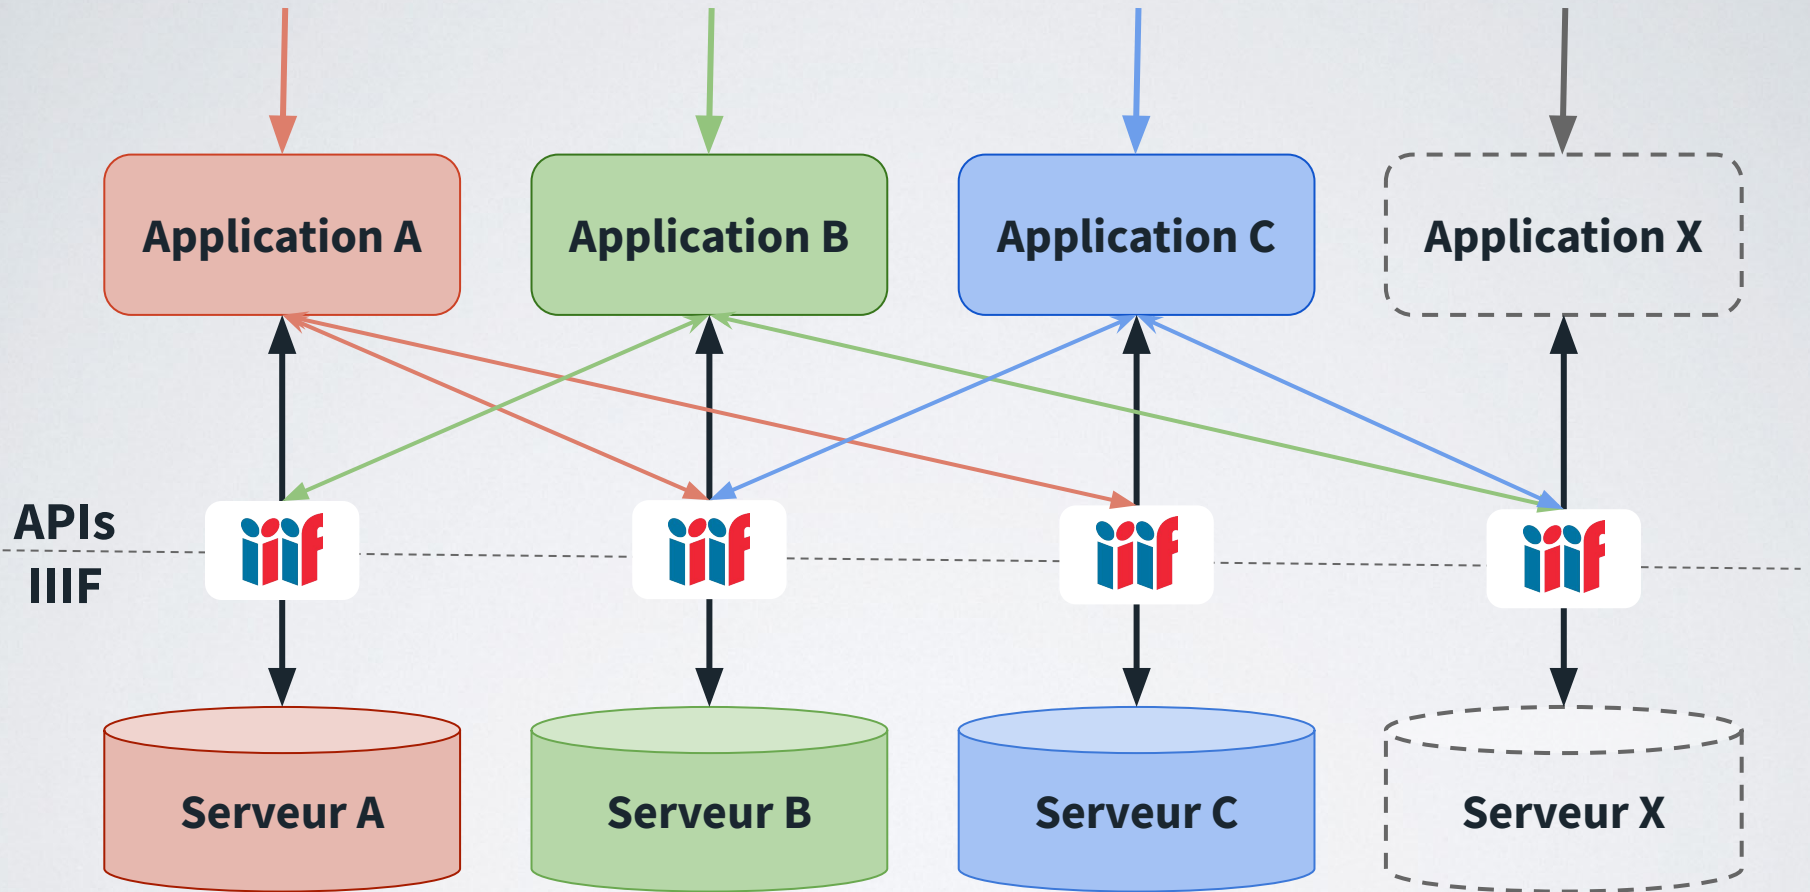 Application A
Application B
Application C
Application X
APIs
IIIF
iiif
iiif
iiif
iiif
Serveur A
Serveur B
Serveur C
Serveur X